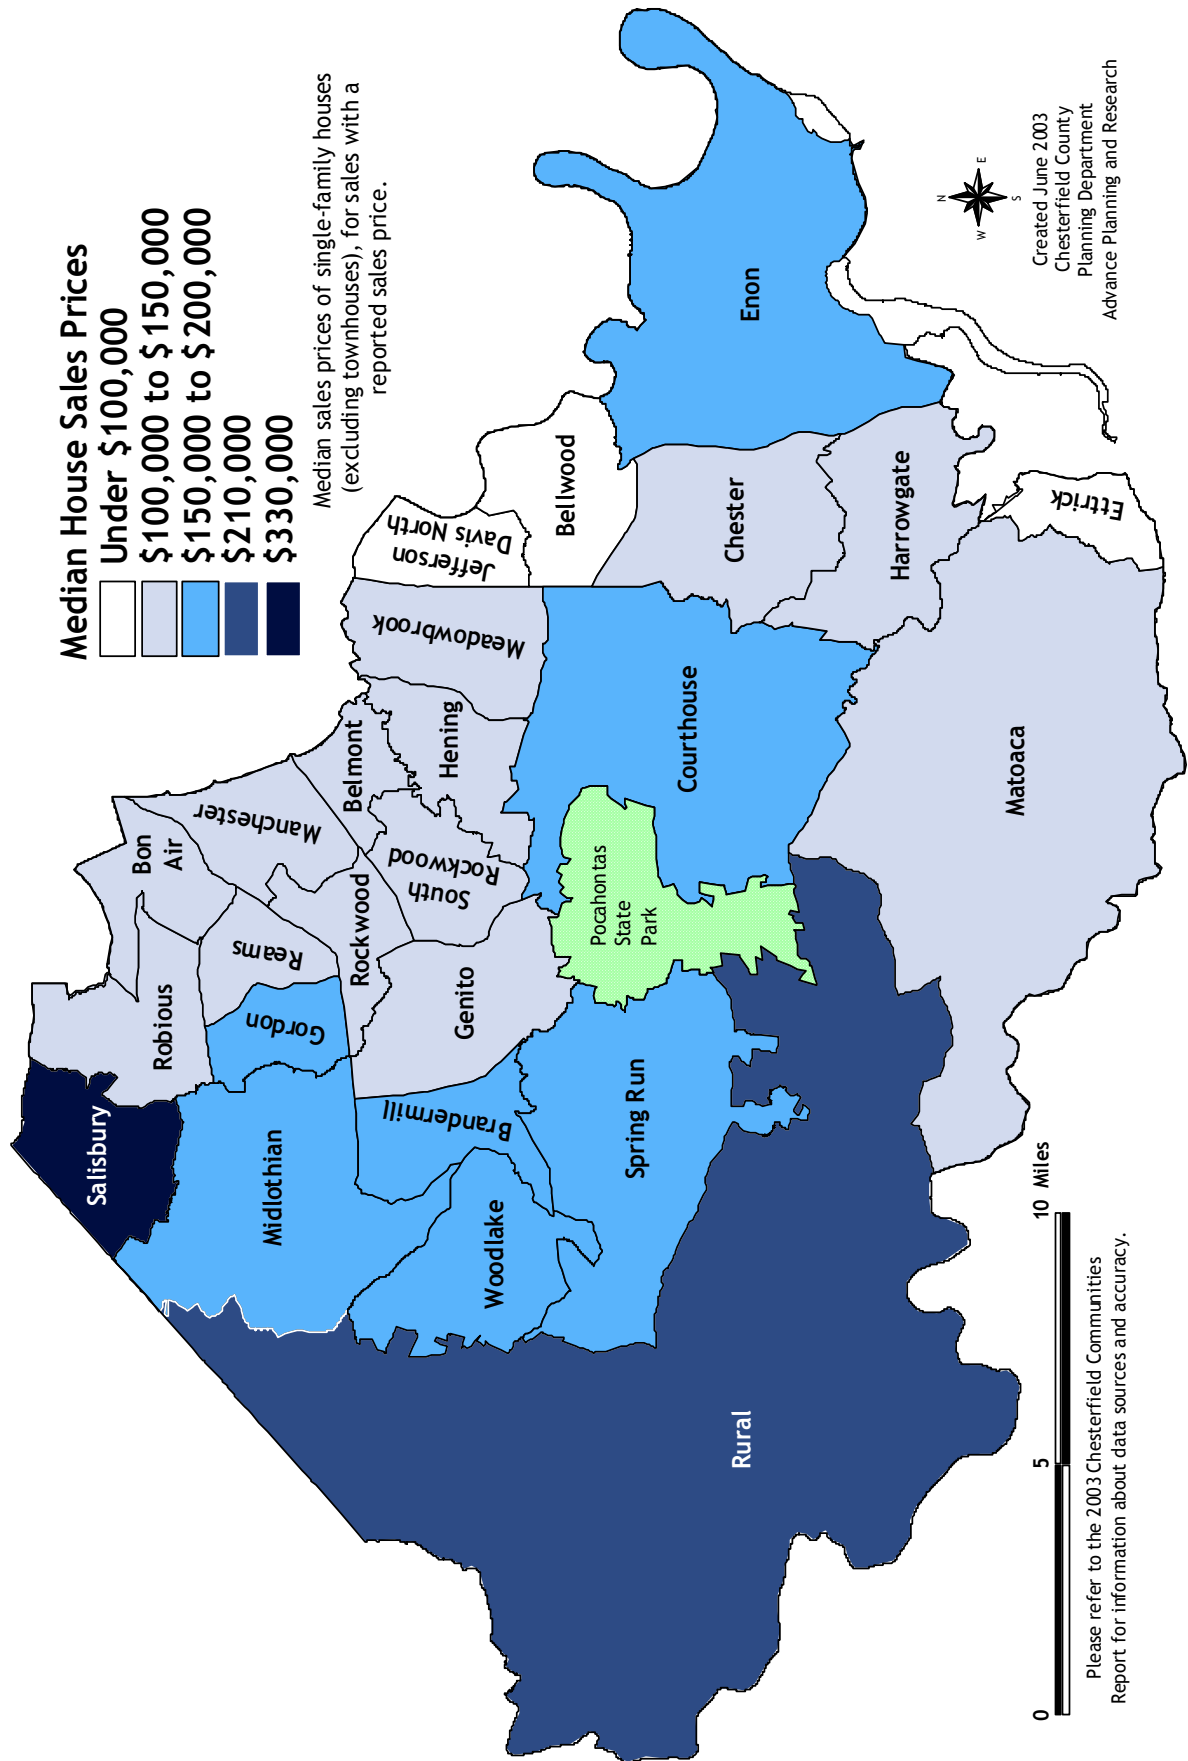 Median House Sales Prices
Under $100,000
$100,000 to $150,000
$150,000 to $200,000
$210,000
$330,000
Median sales prices of single-family houses
(excluding townhouses), for sales with a
reported sales price.
Salisbury
Robious
Bon
Air
Manchester
Reams
Gordon
Midlothian
Rockwood
Belmont
Hening
Meadowbrook
Jefferson
Davis North
Bellwood
South
Rockwood
Genito
Brandermill
Woodlake
Spring Run
Pocahontas
State
Park
Courthouse
Chester
Enon
Harrowgate
Ettrick
Matoaca
Rural
N
W
E
S
Created June 2003
Chesterfield County
Planning Department
Advance Planning and Research
0
5
10 Miles
Please refer to the 2003 Chesterfield Communities
Report for information about data sources and accuracy.